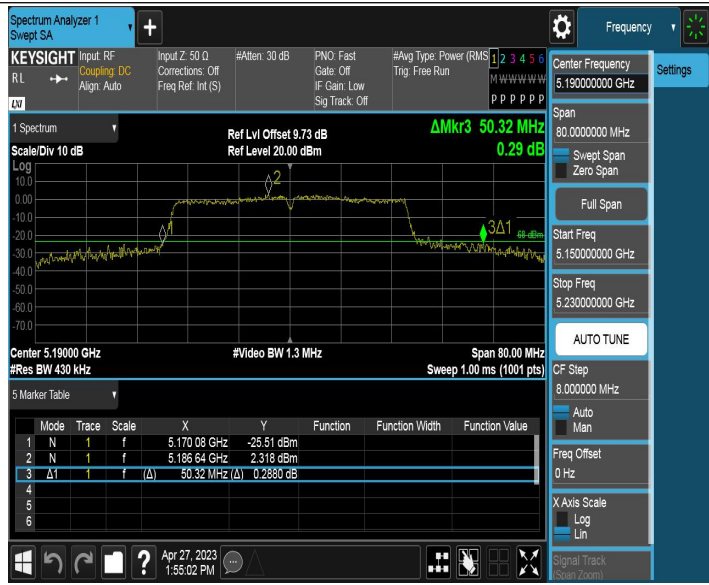 Spectrum Analyzer 1
Swept SA
Frequency
KEYSIGHT
RL
LXI
Input: RF
Coupling: DC
Align: Auto
Input Z: 50 Ω
Corrections: Off
Freq Ref: Int (S)
#Atten: 30 dB
PNO: Fast
Gate: Off
IF Gain: Low
Sig Track: Off
#Avg Type: Power (RMS
Trig: Free Run
1 2 3 4 5 6
M W W W W W
P P P P P P
1 Spectrum
Scale/Div 10 dB
Ref Lvl Offset 9.73 dB
Ref Level 20.00 dBm
ΔMkr3 50.32 MHz
0.29 dB
Log
10.0
0.00
-10.0
-20.0
-30.0
-40.0
-50.0
-60.0
-70.0
2
3Δ1
68 dBm
Center 5.19000 GHz
#Video BW 1.3 MHz
Span 80.00 MHz
#Res BW 430 kHz
Sweep 1.00 ms (1001 pts)
5 Marker Table
Mode Trace Scale X Y Function Function Width Function Value
1 N 1 f 5.170 08 GHz -25.51 dBm
2 N 1 f 5.186 64 GHz 2.318 dBm
3 Δ1 1 f (Δ) 50.32 MHz (Δ) 0.2880 dB
4
5
6
Apr 27, 2023
1:55:02 PM
Center Frequency
5.190000000 GHz
Settings
Span
80.0000000 MHz
Swept Span
Zero Span
Full Span
Start Freq
5.150000000 GHz
Stop Freq
5.230000000 GHz
AUTO TUNE
CF Step
8.000000 MHz
Auto
Man
Freq Offset
0 Hz
X Axis Scale
Log
Lin
Signal Track
(Span Zoom)